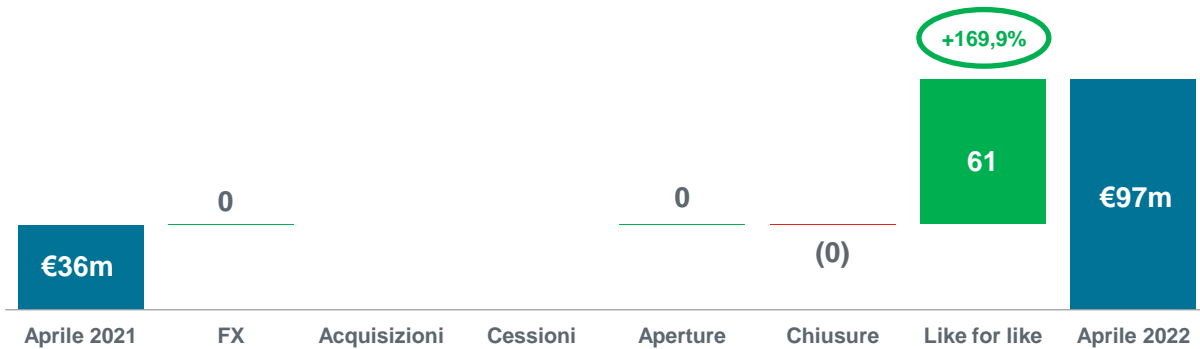 +169,9%
61
0
0
€97m
(0)
€36m
Aprile 2021 FX Acquisizioni Cessioni Aperture Chiusure Like for like Aprile 2022